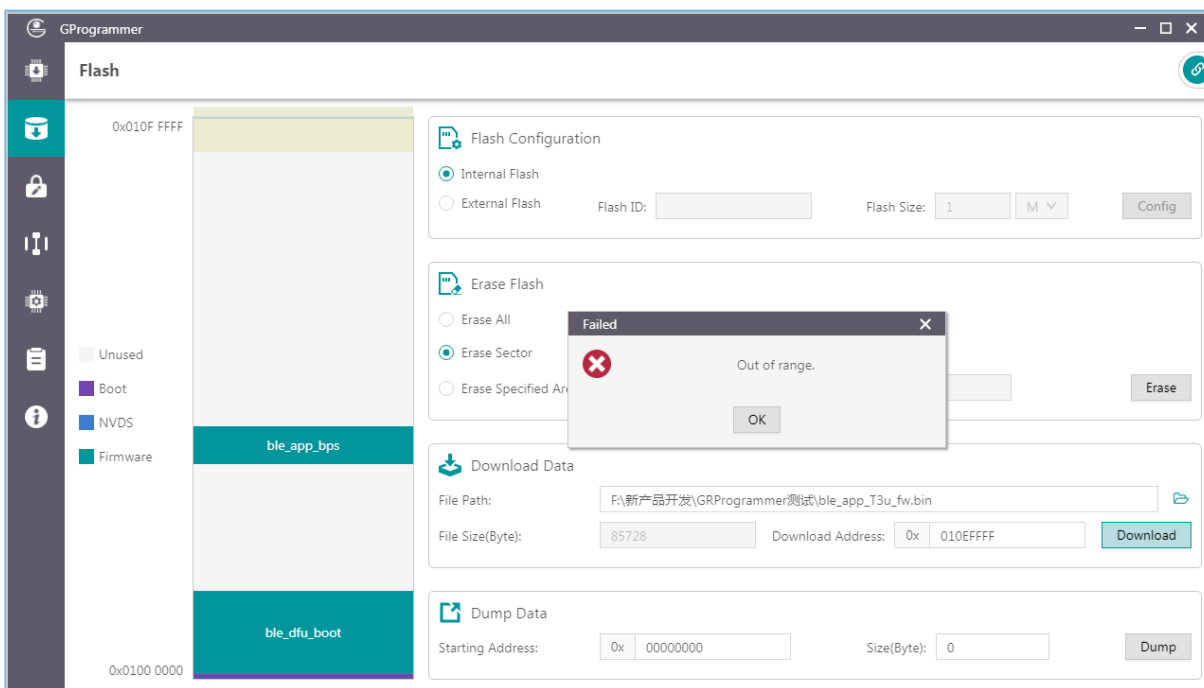 GProgrammer
Flash
0x010F FFFF
Unused
Boot
NVDS
Firmware
ble_app_bps
ble_dfu_boot
0x0100 0000
Flash Configuration
Internal Flash
External Flash Flash ID: Flash Size: 1 M Config
Erase Flash
Erase All
Erase Sector
Erase Specified Are
Erase
Failed
Out of range.
OK
Download Data
File Path: F:\新产品开发\GRProgrammer测试\ble_app_T3u_fw.bin
File Size(Byte): 85728 Download Address: 0x 010EFFFF Download
Dump Data
Starting Address: 0x 00000000 Size(Byte): 0 Dump